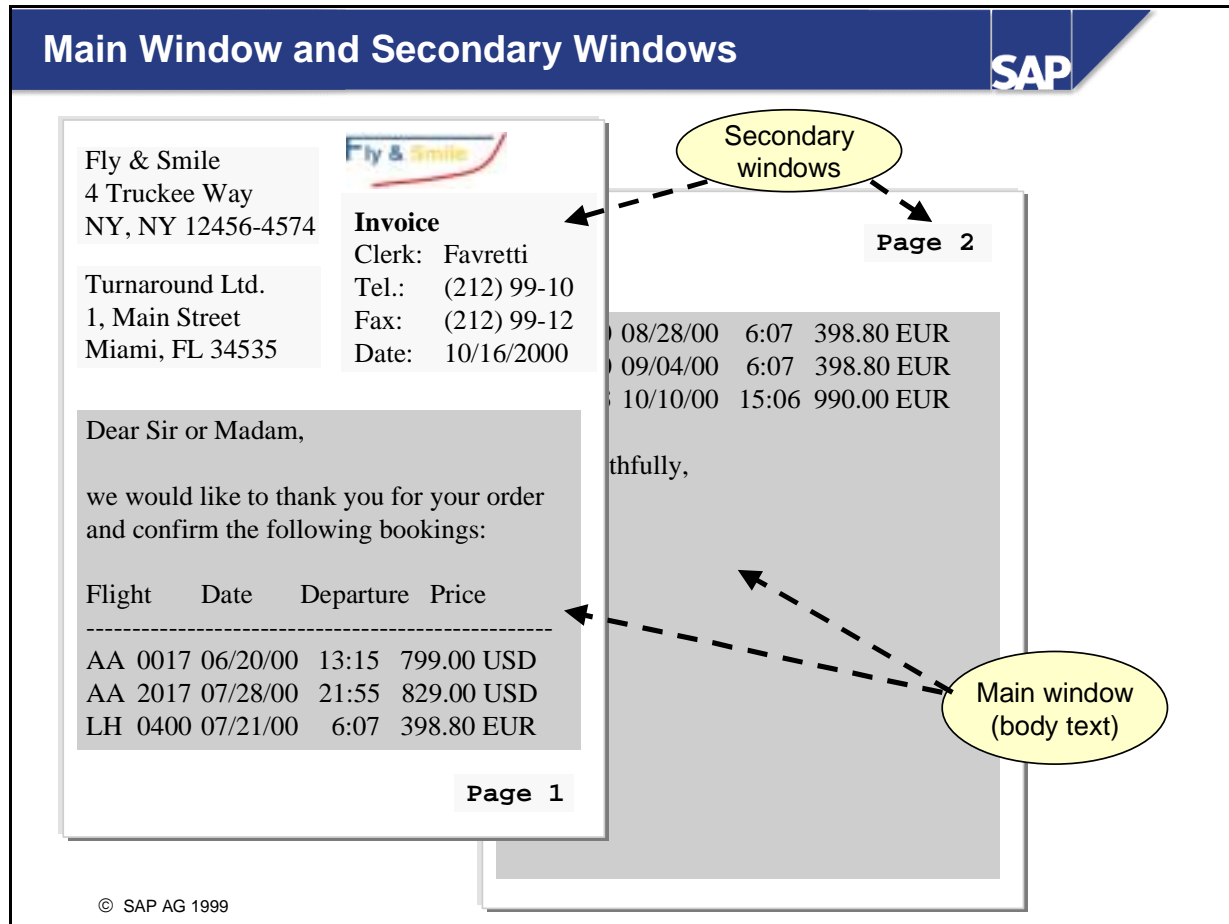 Main Window and Secondary Windows
SAP
Fly & Smile
Secondary
windows
Fly & Smile
4 Truckee Way
NY, NY 12456-4574
Invoice
Clerk: Favretti
Tel.: (212) 99-10
Fax: (212) 99-12
Date: 10/16/2000
Turnaround Ltd.
1, Main Street
Miami, FL 34535
Dear Sir or Madam,
we would like to thank you for your order
and confirm the following bookings:
Flight Date Departure Price
--------------------------------------------------
AA 0017 06/20/00 13:15 799.00 USD
AA 2017 07/28/00 21:55 829.00 USD
LH 0400 07/21/00 6:07 398.80 EUR
Page 1
Page 2
08/28/00 6:07 398.80 EUR
09/04/00 6:07 398.80 EUR
10/10/00 15:06 990.00 EUR
thfully,
Main window
(body text)
© SAP AG 1999